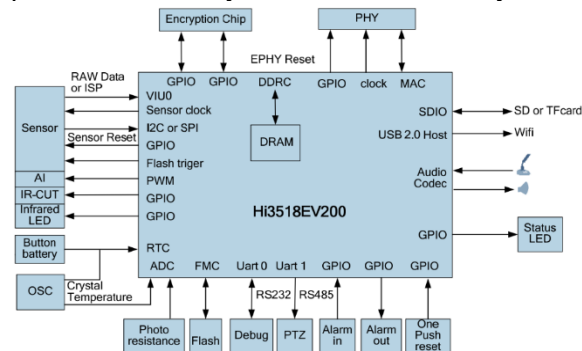 Encryption Chip
PHY
EPHY Reset
RAW Data
or ISP
GPIO GPIO DDRC GPIO clock MAC
VIU0
Sensor clock
I2C or SPI
Sensor Reset
GPIO
Flash triger
PWM
GPIO
GPIO
Sensor
AI
IR-CUT
Infrared
LED
DRAM
SDIO
SD or TFcard
USB 2.0 Host
Wifi
Audio
Codec
Hi3518EV200
GPIO
Status
LED
Button
battery
RTC
OSC
Crystal
Temperature
ADC FMC Uart 0 Uart 1 GPIO GPIO GPIO
RS232 RS485
Photo
resistance
Flash
Debug
PTZ
Alarm
in
Alarm
out
One
Push
reset